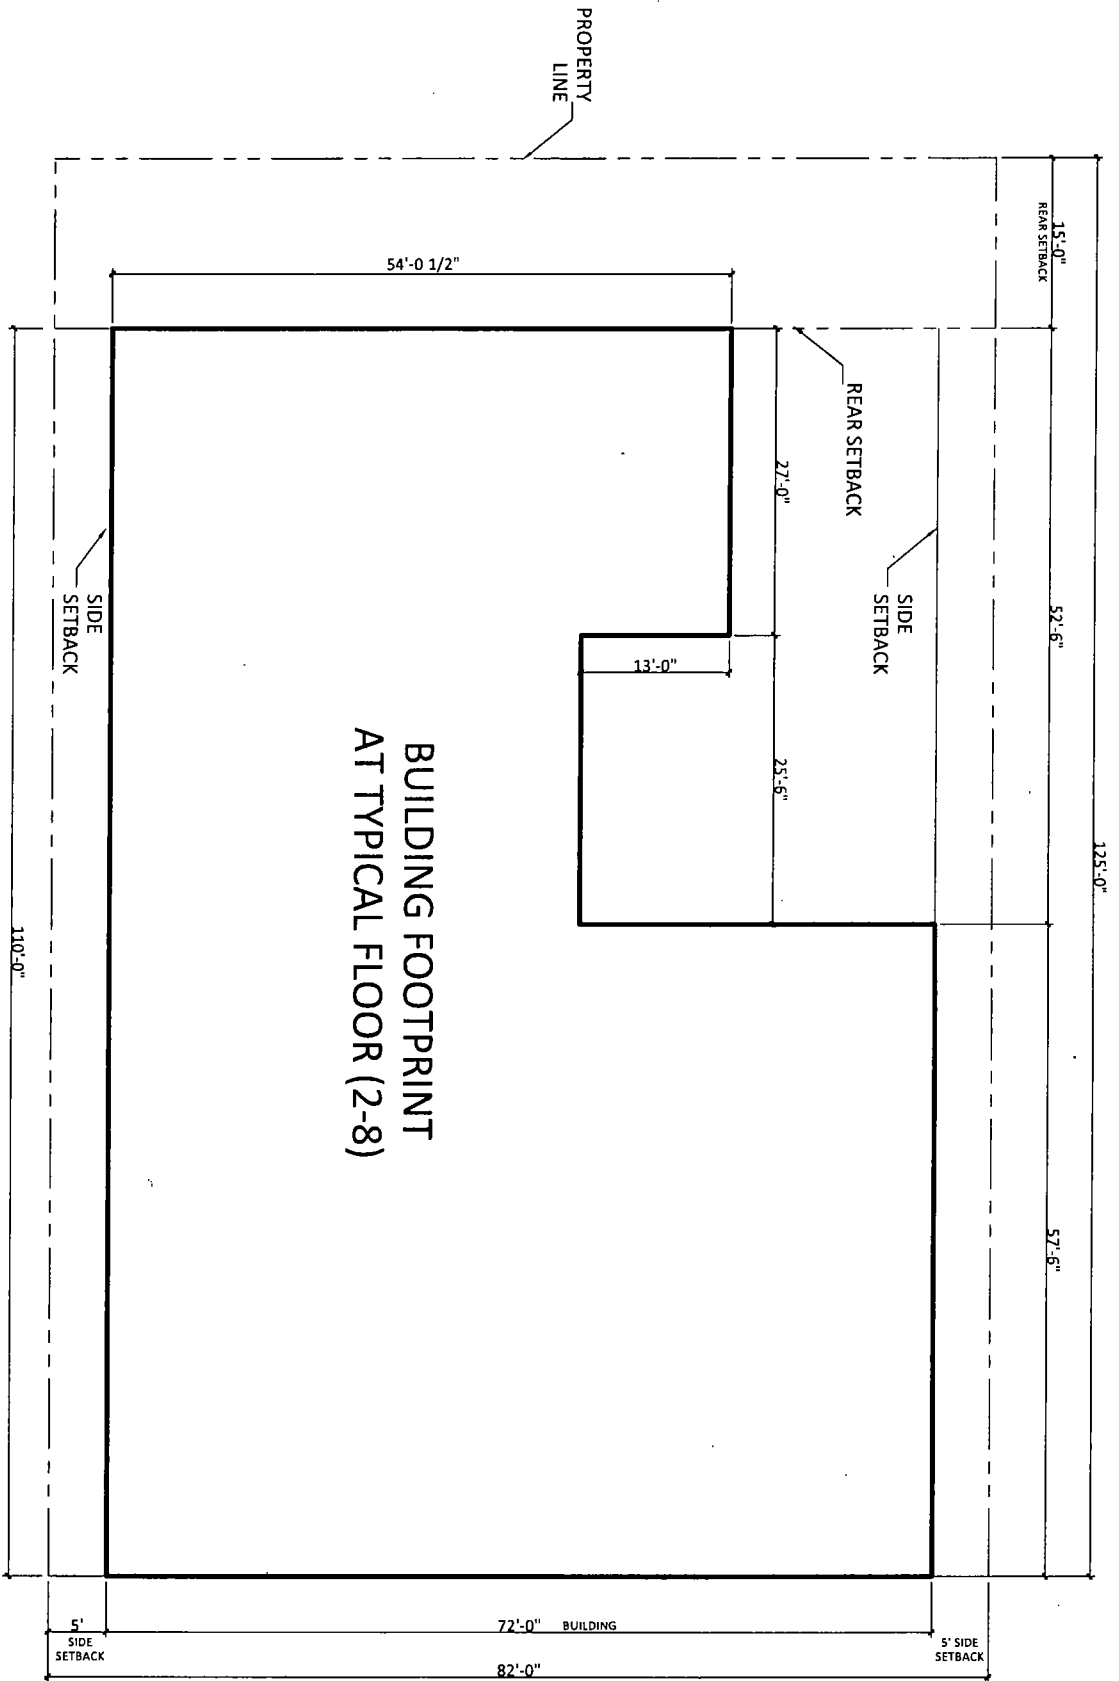 PROPERTY
LINE
15'-0"
REAR SETBACK
125'-0"
54'-0 1/2"
REAR SETBACK
27'-0"
52'-6"
SIDE
SETBACK
SIDE
SETBACK
13'-0"
25'-6"
BUILDING FOOTPRINT
AT TYPICAL FLOOR (2-8)
110'-0"
57'-6"
5'
SIDE
SETBACK
72'-0" BUILDING
5' SIDE
SETBACK
82'-0"